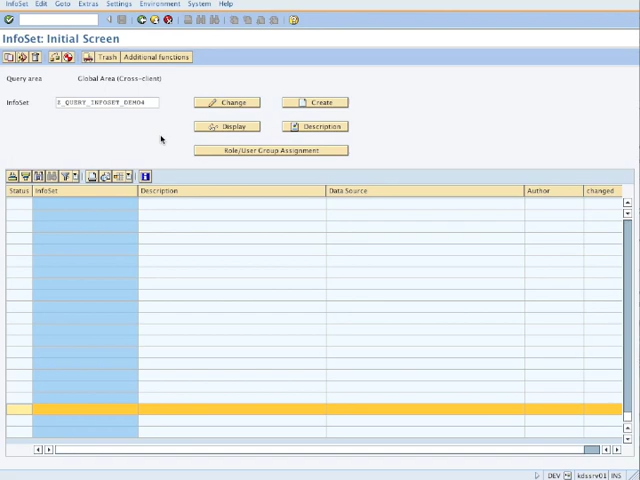 InfoSet Edit Goto Extras Settings Environment System Help
InfoSet: Initial Screen
Trash Additional functions
Query area Global Area (Cross-client)
InfoSet Z_QUERY_INFOSET_DEMO4 Change Create
Display Description
Role/User Group Assignment
Status InfoSet Description Data Source Author changed
DEV kdssrv01 INS